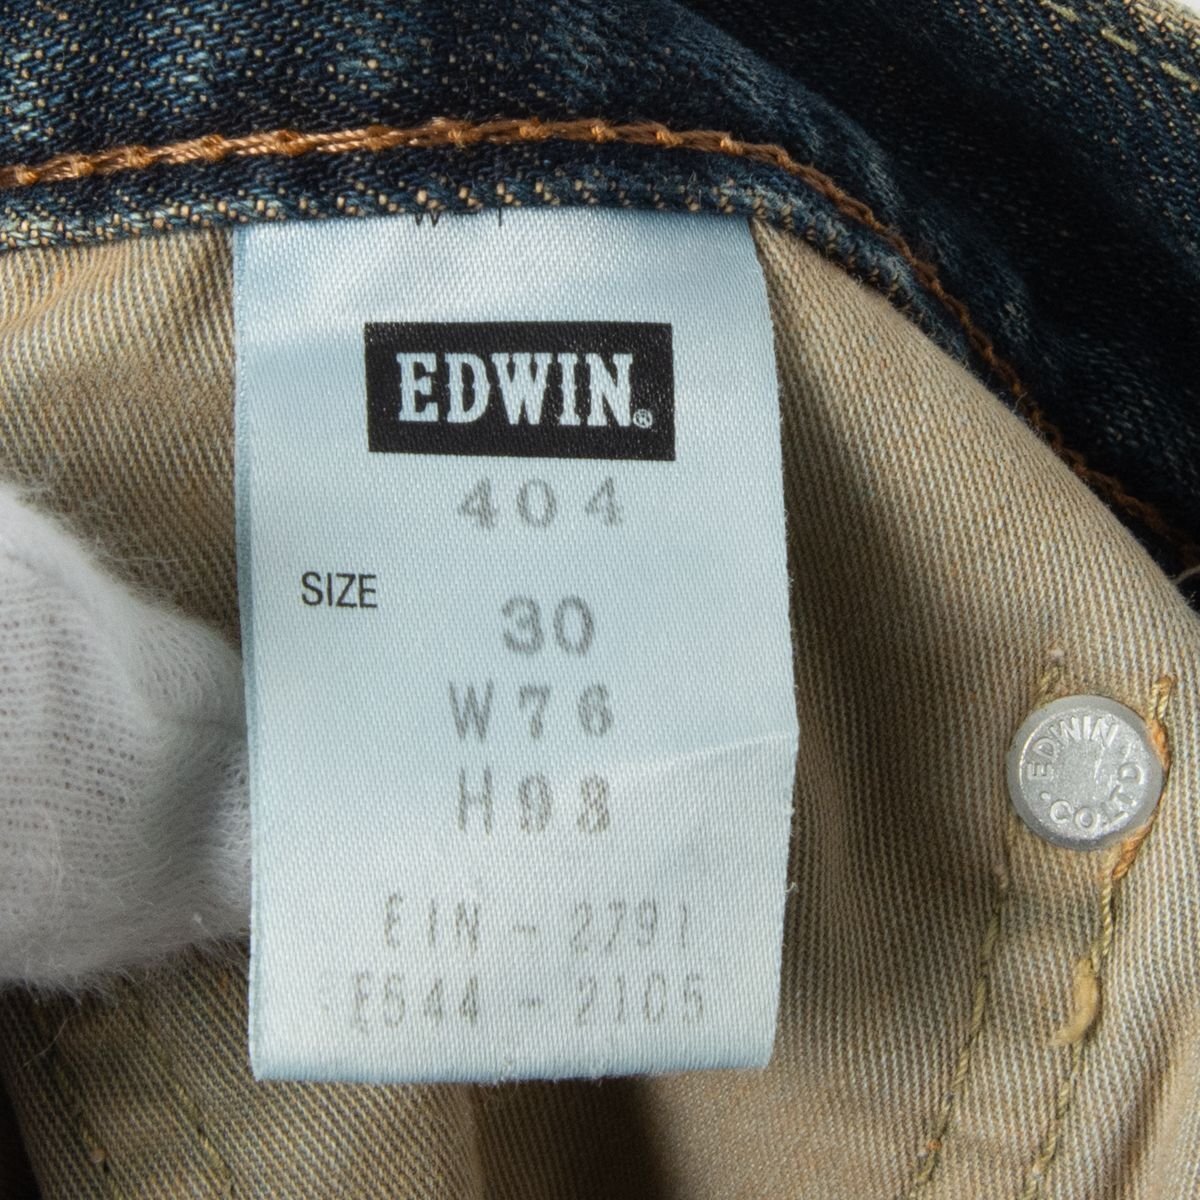 EDWIN®
404
SIZE 30
W76
H98
EIN-2791
E544-2105
EDWIN
CO.LTD